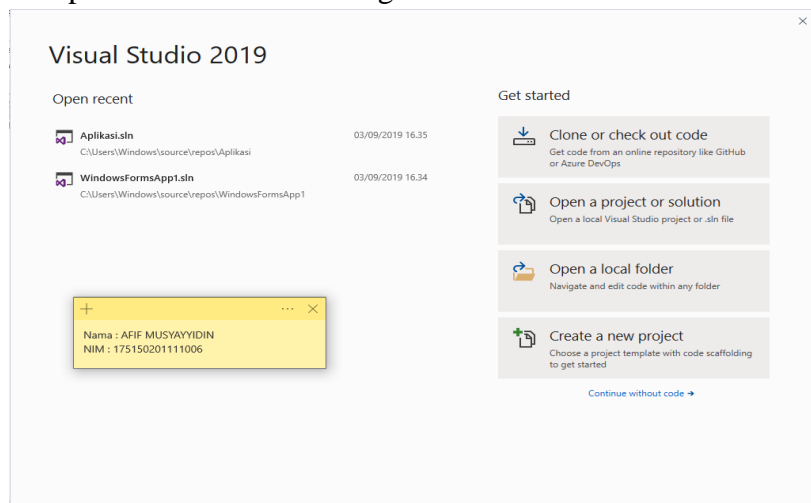 Visual Studio 2019
Open recent
Aplikasi.sln 03/09/2019 16.35
C:\Users\Windows\source\repos\Aplikasi
WindowsFormsApp1.sln 03/09/2019 16.34
C:\Users\Windows\source\repos\WindowsFormsApp1
Nama : AFIF MUSYAYYIDIN
NIM : 175150201111006
Get started
Clone or check out code
Get code from an online repository like GitHub
or Azure DevOps
Open a project or solution
Open a local Visual Studio project or .sln file
Open a local folder
Navigate and edit code within any folder
Create a new project
Choose a project template with code scaffolding
to get started
Continue without code →